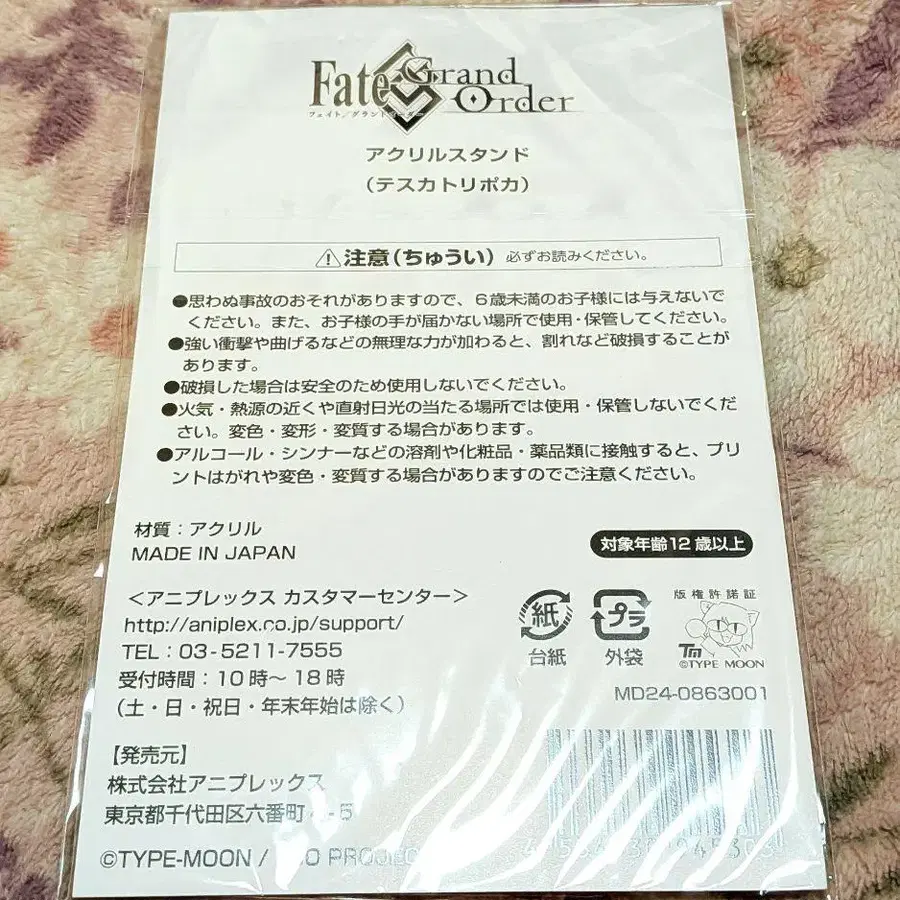 Fate Grand Order
フェイト／グランドオーダー
アクリルスタンド
（テスカトリポカ）
⚠注意（ちゅうい） 必ずお読みください。
●思わぬ事故のおそれがありますので、６歳未満のお子様には与えないで
ください。また、お子様の手が届かない場所で使用・保管してください。
●強い衝撃や曲げるなどの無理な力が加わると、割れなど破損することが
あります。
●破損した場合は安全のため使用しないでください。
●火気・熱源の近くや直射日光の当たる場所では使用・保管しないでくだ
さい。変色・変形・変質する場合があります。
●アルコール・シンナーなどの溶剤や化粧品・薬品類に接触すると、プリ
ントはがれや変色・変質する場合がありますのでご注意ください。
材質：アクリル
MADE IN JAPAN
対象年齢12歳以上
＜アニプレックス カスタマーセンター＞
http://aniplex.co.jp/support/
TEL：03-5211-7555
受付時間：10時～18時
（土・日・祝日・年末年始は除く）
紙
台紙
プラ
外袋
版権許諾証
TM
©TYPE MOON
MD24-0863001
【発売元】
株式会社アニプレックス
東京都千代田区六番町
©TYPE-MOON /